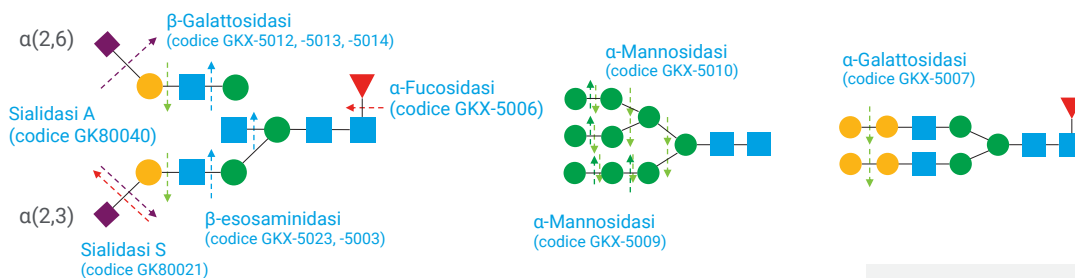 α(2,6)
β-Galattosidasi
(codice GKX-5012, -5013, -5014)
Sialidasi A
(codice GK80040)
α-Fucosidasi
(codice GKX-5006)
α(2,3)
Sialidasi S
(codice GK80021)
β-esosaminidasi
(codice GKX-5023, -5003)
α-Mannosidasi
(codice GKX-5010)
α-Mannosidasi
(codice GKX-5009)
α-Galattosidasi
(codice GKX-5007)